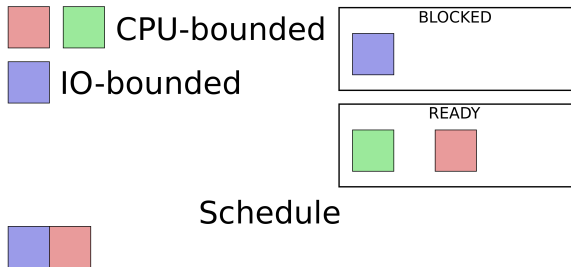 CPU-bounded
IO-bounded
BLOCKED
READY
Schedule